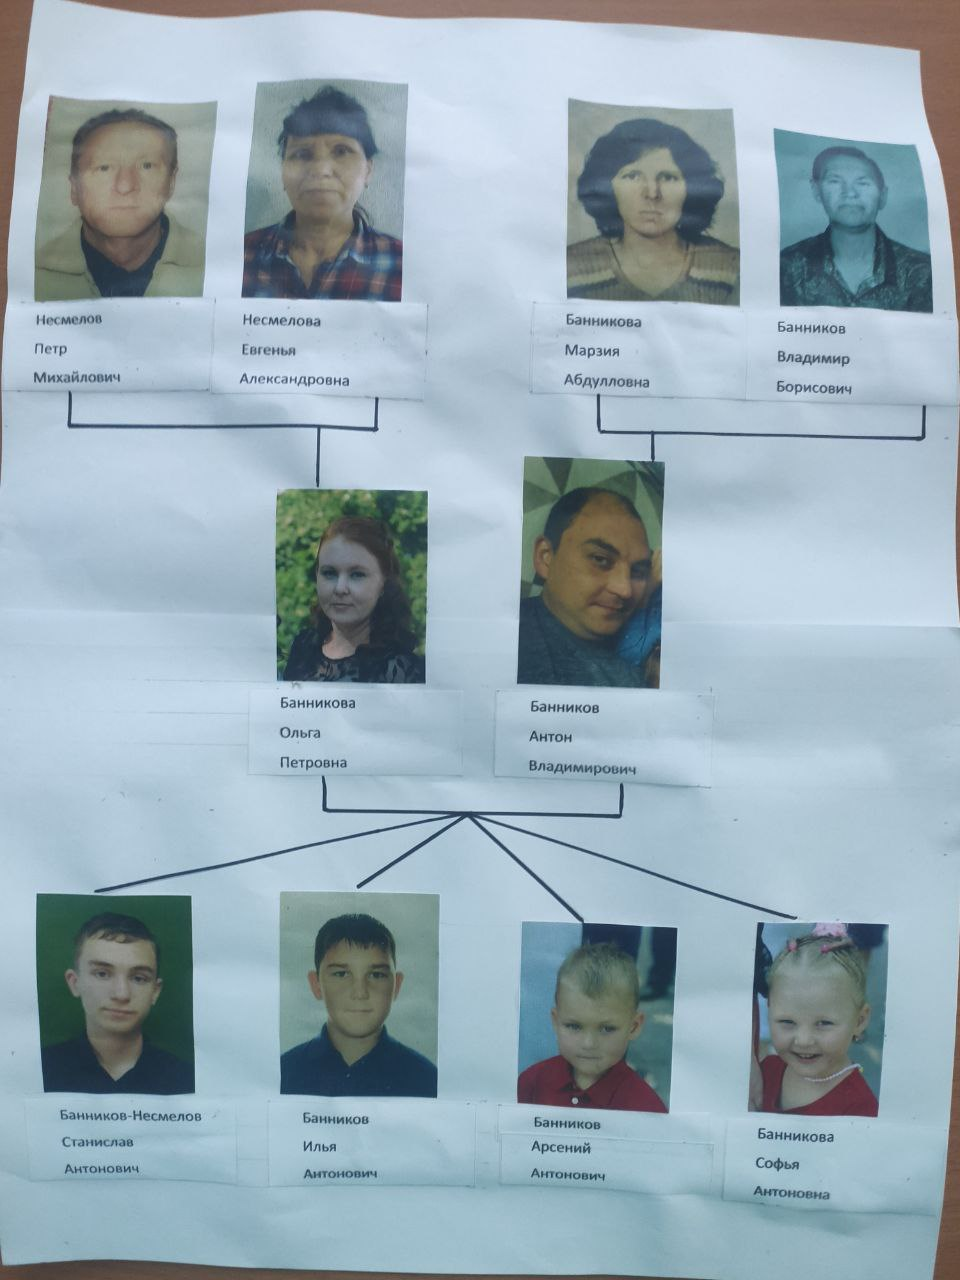 Несмелов
Петр
Михайлович
Несмелова
Евгенья
Александровна
Банникова
Марзия
Абдулловна
Банников
Владимир
Борисович
Банникова
Ольга
Петровна
Банников
Антон
Владимирович
Банников-Несмелов
Станислав
Антонович
Банников
Илья
Антонович
Банников
Арсений
Антонович
Банникова
Софья
Антоновна